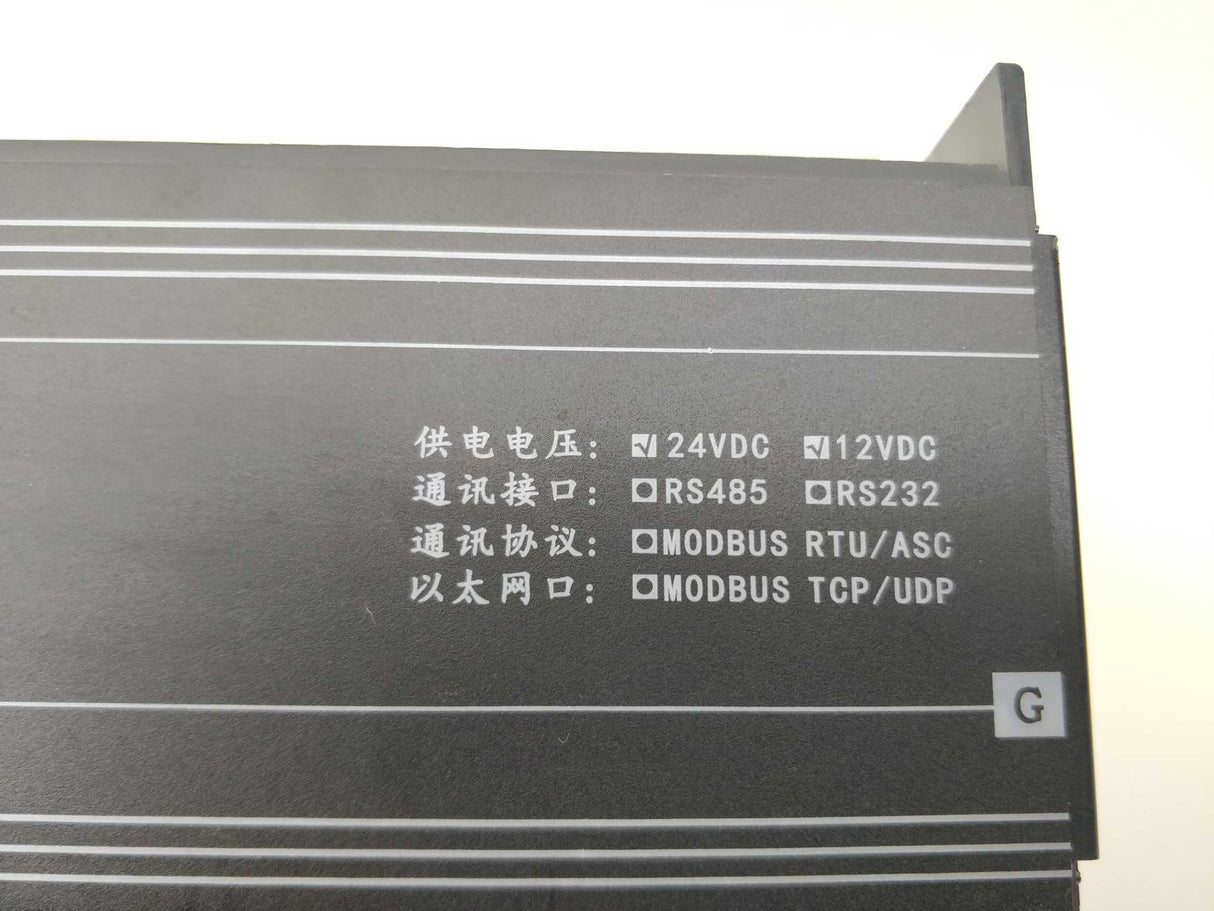 供电电压: ☑24VDC ☑12VDC
通讯接口: ☐RS485 ☐RS232
通讯协议: ☐MODBUS RTU/ASC
以太网口: ☐MODBUS TCP/UDP
G